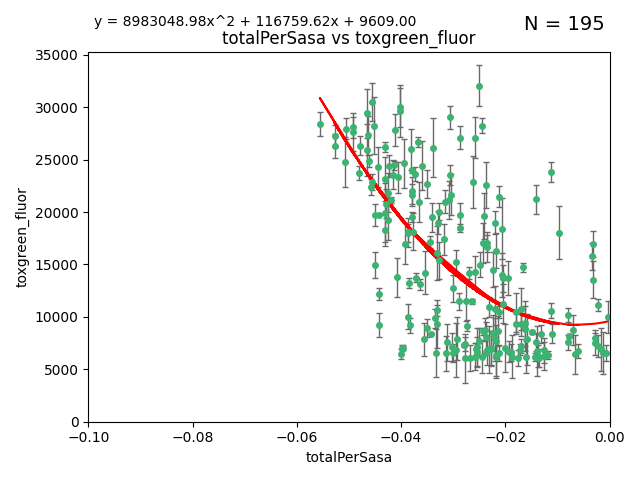 y = 8983048.98x^2 + 116759.62x + 9609.00
N = 195
totalPerSasa vs toxgreen_fluor
35000
30000
25000
20000
15000
10000
5000
0
toxgreen_fluor
−0.10 −0.08 −0.06 −0.04 −0.02 0.00
totalPerSasa